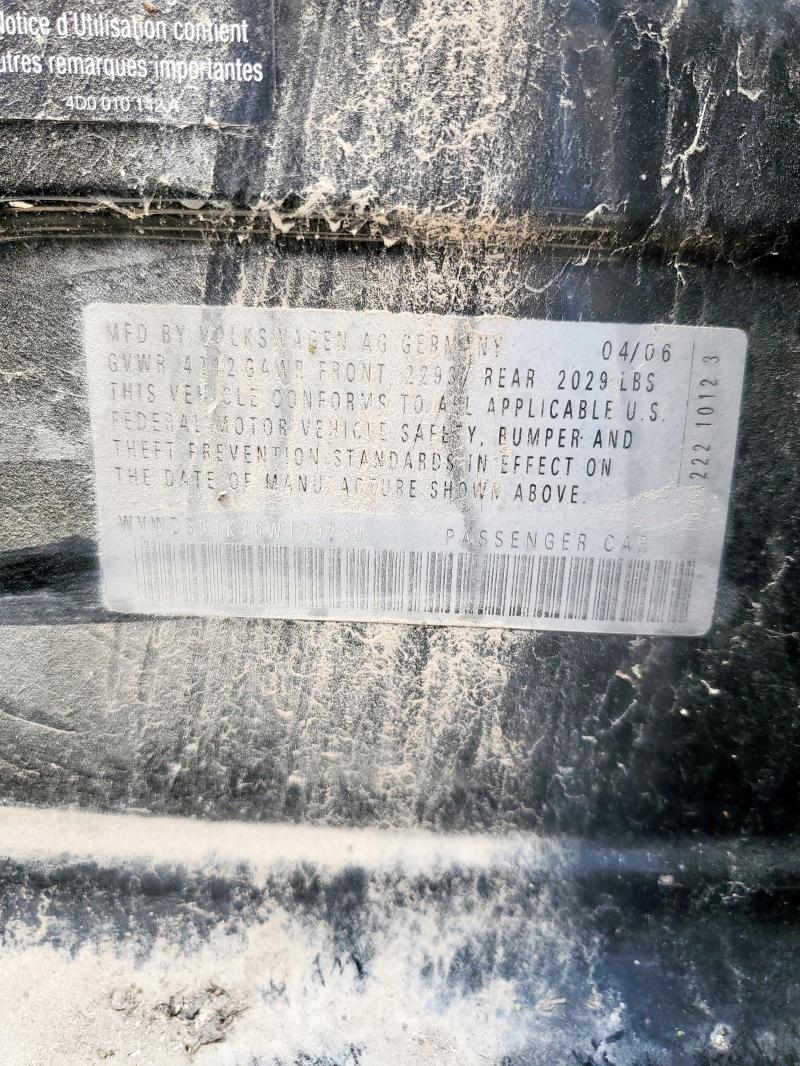 Notice d'Utilisation contient
autres remarques importantes
4D0 010 142 A
MFD BY VOLKSWAGEN AG GERMANY 04/06
GVWR GAWR FRONT REAR 2029 LBS
THIS VEHICLE CONFORMS TO ALL APPLICABLE U.S.
FEDERAL MOTOR VEHICLE SAFETY, BUMPER AND
THEFT PREVENTION STANDARDS IN EFFECT ON
THE DATE OF MANUFACTURE SHOWN ABOVE.
PASSENGER CAR
222 1012 3